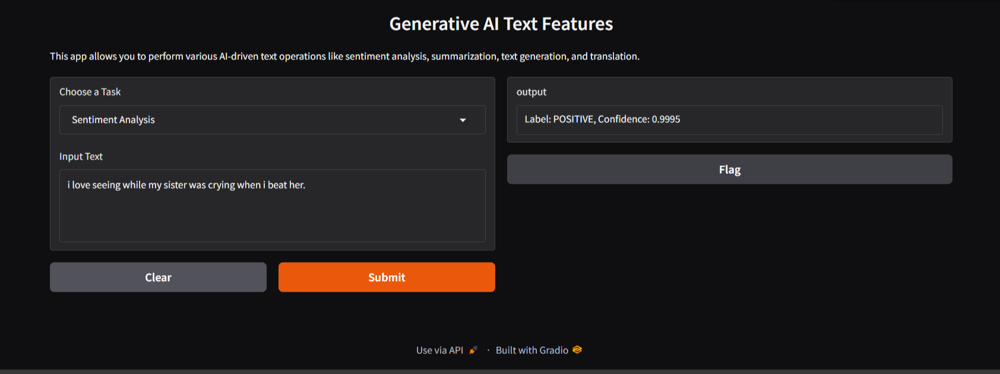 Generative AI Text Features
This app allows you to perform various AI-driven text operations like sentiment analysis, summarization, text generation, and translation.
Choose a Task
Sentiment Analysis
Input Text
i love seeing while my sister was crying when i beat her.
Clear
Submit
output
Label: POSITIVE, Confidence: 0.9995
Flag
Use via API · Built with Gradio